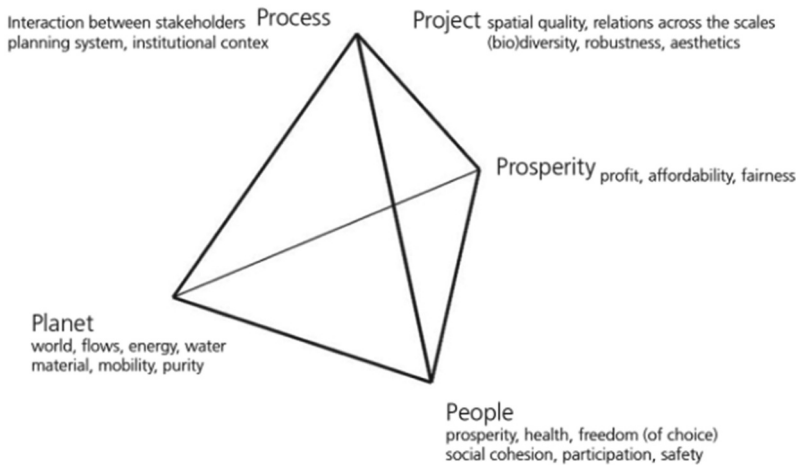 Interaction between stakeholders Process
planning system, institutional contex
Project spatial quality, relations across the scales
(bio)diversity, robustness, aesthetics
Prosperity profit, affordability, fairness
Planet
world, flows, energy, water
material, mobility, purity
People
prosperity, health, freedom (of choice)
social cohesion, participation, safety